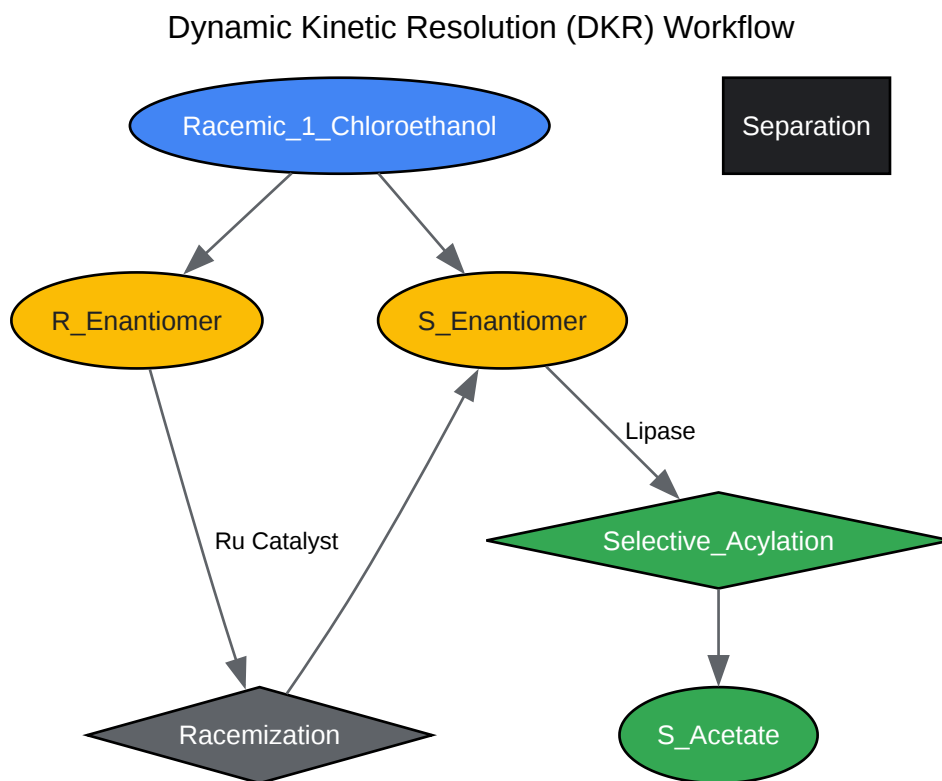 Dynamic Kinetic Resolution (DKR) Workflow
Racemic_1_Chloroethanol
Separation
R_Enantiomer
S_Enantiomer
Lipase
Ru Catalyst
Selective_Acylation
Racemization
S_Acetate